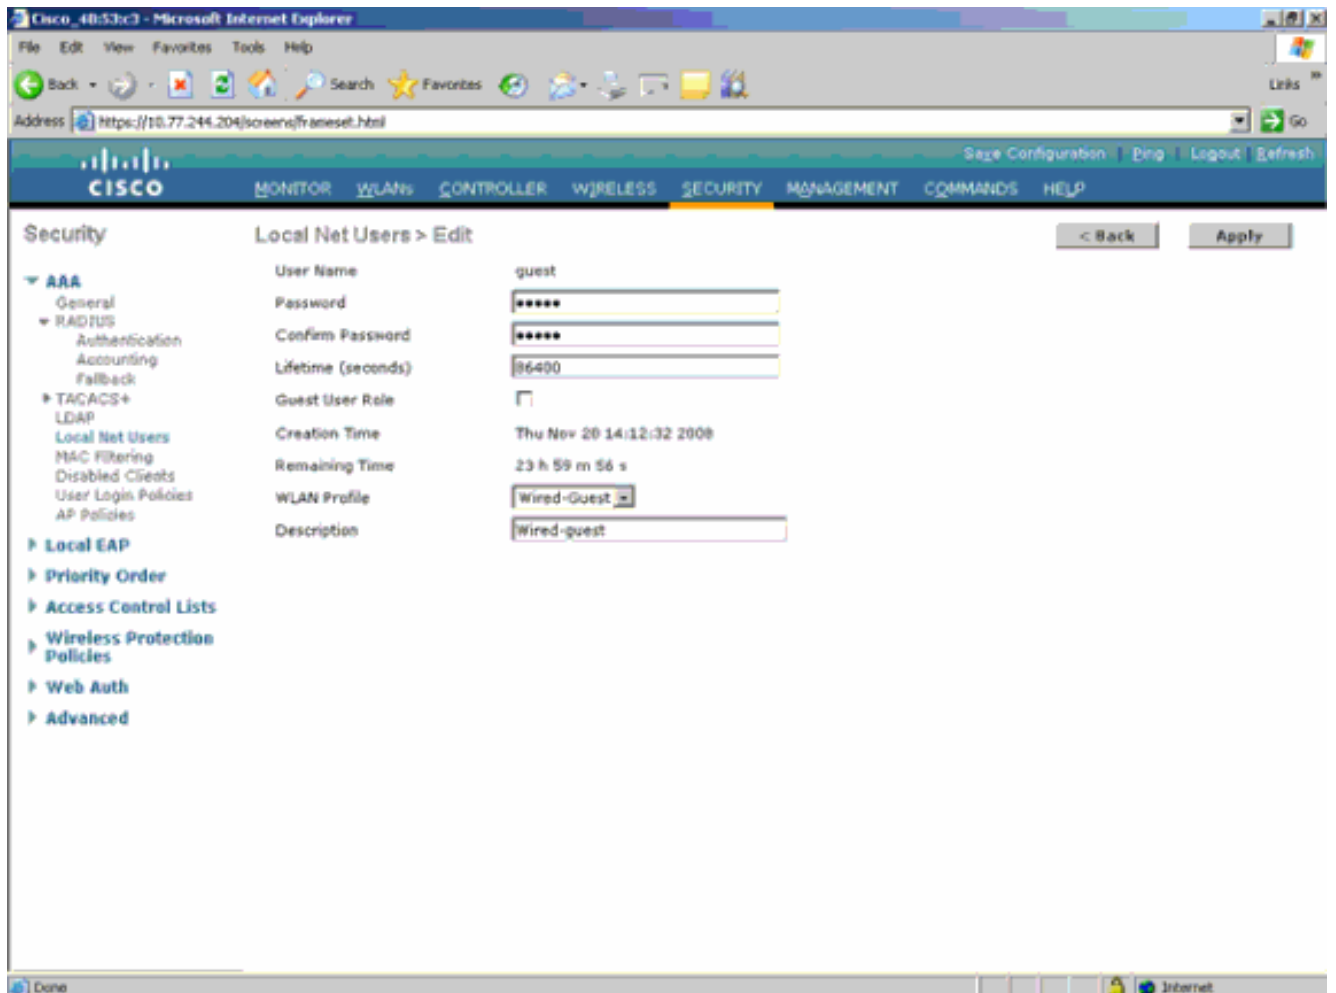 Cisco_40:53:c3 - Microsoft Internet Explorer
File Edit View Favorites Tools Help
Back Search Favorites Links
Address https://10.77.244.204/screens/frameset.html Go
Save Configuration | Ping | Logout | Refresh
CISCO MONITOR WLANs CONTROLLER WIRELESS SECURITY MANAGEMENT COMMANDS HELP
Security
AAA
General
RADIUS
Authentication
Accounting
Fallback
TACACS+
LDAP
Local Net Users
MAC Filtering
Disabled Clients
User Login Policies
AP Policies
Local EAP
Priority Order
Access Control Lists
Wireless Protection
Policies
Web Auth
Advanced
Local Net Users > Edit
< Back Apply
User Name guest
Password •••••
Confirm Password •••••
Lifetime (seconds) 86400
Guest User Role
Creation Time Thu Nov 20 14:12:32 2008
Remaining Time 23 h 59 m 56 s
WLAN Profile Wired-Guest
Description Wired-guest
Done Internet